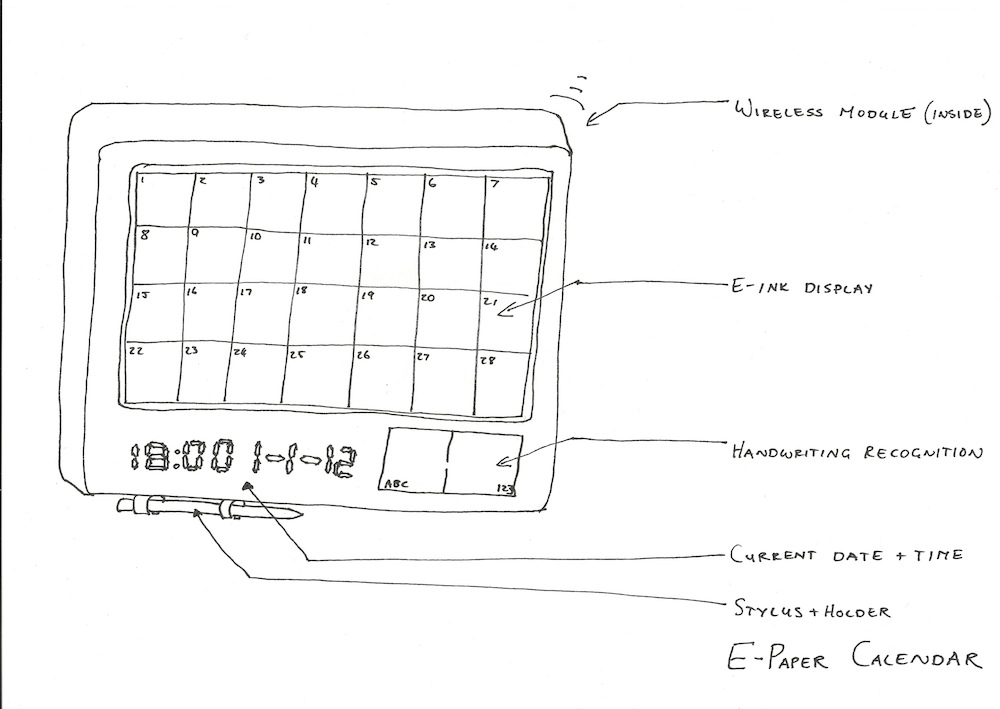 WIRELESS MODULE (INSIDE)
1 2 3 4 5 6 7
8 9 10 11 12 13 14
E-INK DISPLAY
15 16 17 18 19 20 21
22 23 24 25 26 27 28
18:00 1-1-12
HANDWRITING RECOGNITION
ABC 123
CURRENT DATE + TIME
STYLUS + HOLDER
E-PAPER CALENDAR